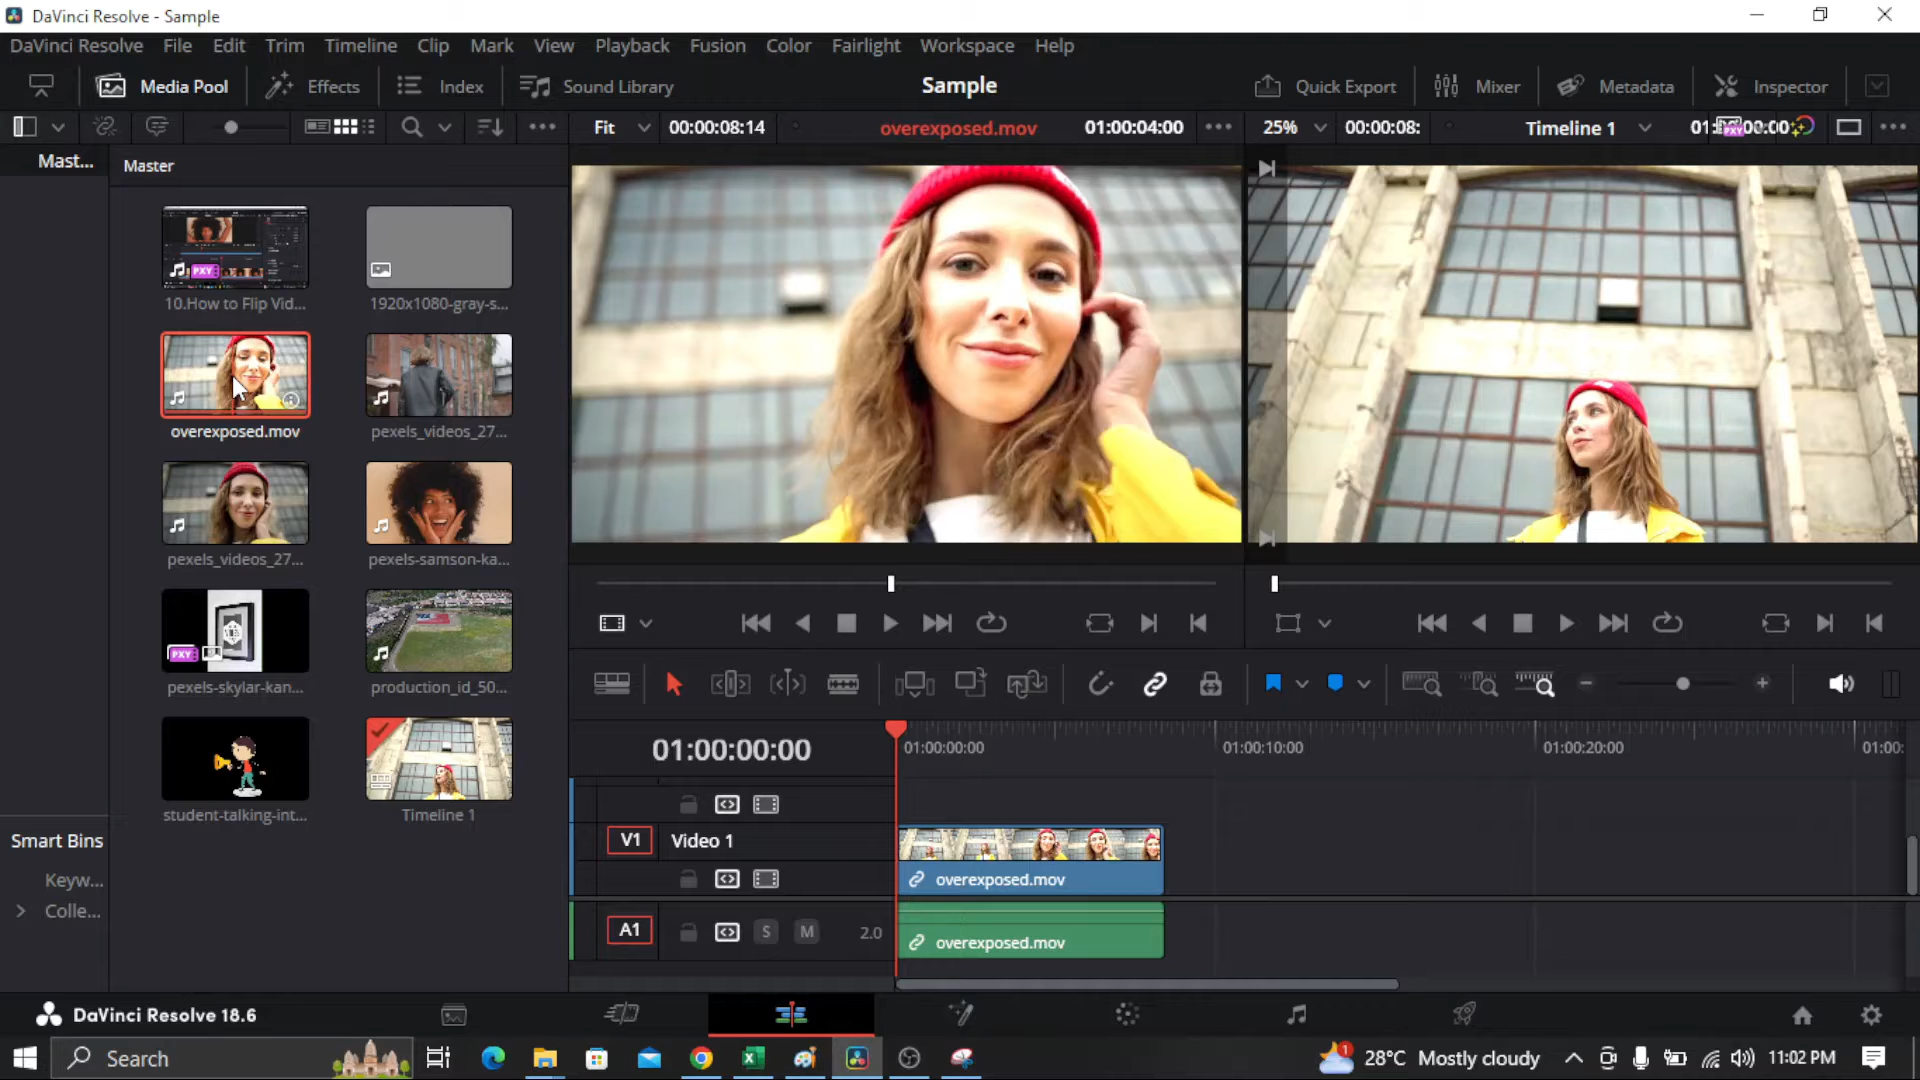 DaVinci Resolve - Sample
DaVinci Resolve File Edit Trim Timeline Clip Mark View Playback Fusion Color Fairlight Workspace Help
Media Pool Effects Index Sound Library Sample Quick Export Mixer Metadata Inspector
Fit 00:00:08:14 overexposed.mov 01:00:04:00 25% 00:00:08: Timeline 1
Mast... Master
10.How to Flip Vid... 1920x1080-gray-s...
overexposed.mov pexels_videos_27...
pexels_videos_27... pexels-samson-ka...
PXY
pexels-skylar-kan... production_id_50...
student-talking-int... Timeline 1
Smart Bins
Keyw...
Colle...
01:00:00:00 01:00:00:00 01:00:10:00 01:00:20:00 01:00:
V1 Video 1
overexposed.mov
A1 S M 2.0
overexposed.mov
DaVinci Resolve 18.6
Search 1 28°C Mostly cloudy 11:02 PM